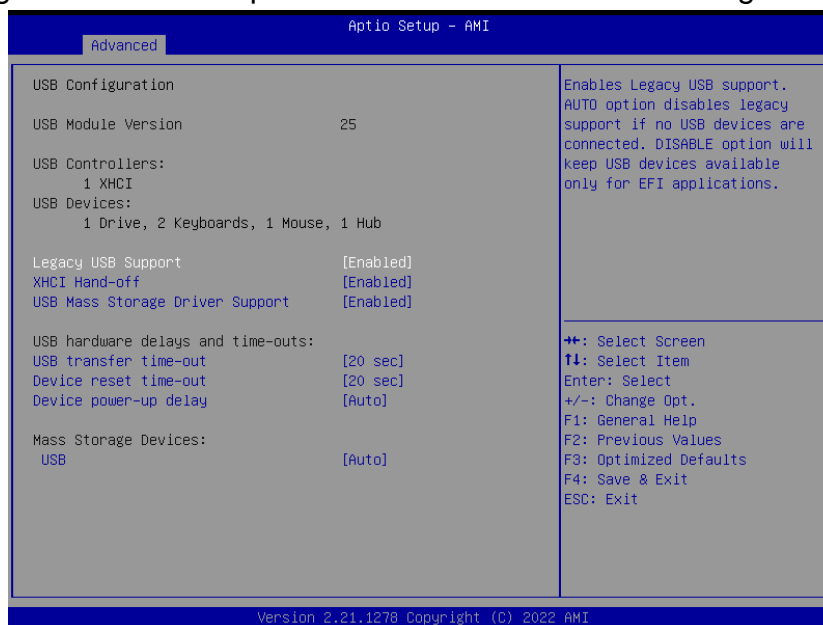 Aptio Setup – AMI
Advanced
USB Configuration
USB Module Version 25
USB Controllers:
1 XHCI
USB Devices:
1 Drive, 2 Keyboards, 1 Mouse, 1 Hub
Legacy USB Support [Enabled]
XHCI Hand-off [Enabled]
USB Mass Storage Driver Support [Enabled]
USB hardware delays and time-outs:
USB transfer time-out [20 sec]
Device reset time-out [20 sec]
Device power-up delay [Auto]
Mass Storage Devices:
USB [Auto]
Enables Legacy USB support.
AUTO option disables legacy
support if no USB devices are
connected. DISABLE option will
keep USB devices available
only for EFI applications.
→←: Select Screen
↑↓: Select Item
Enter: Select
+/-: Change Opt.
F1: General Help
F2: Previous Values
F3: Optimized Defaults
F4: Save & Exit
ESC: Exit
Version 2.21.1278 Copyright (C) 2022 AMI